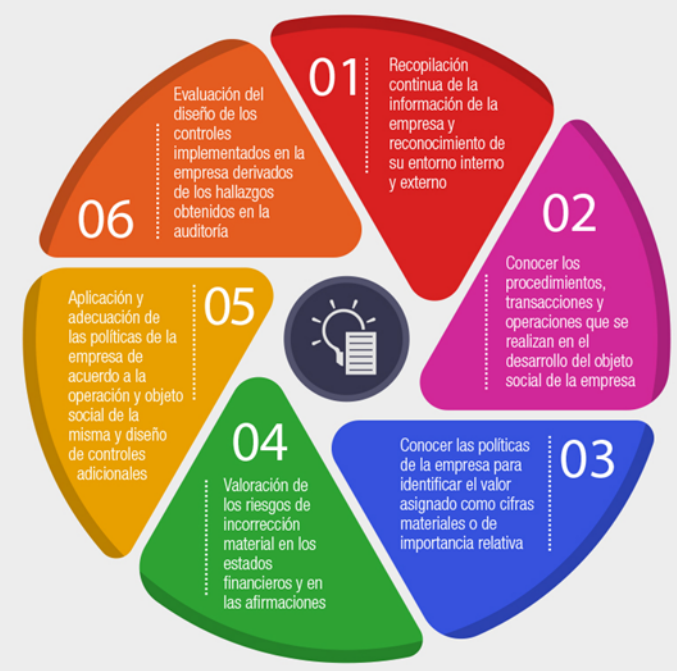 01
Recopilación
continua de la
información de la
empresa y
reconocimiento de
su entorno interno
y externo
02
Conocer los
procedimientos,
transacciones y
operaciones que se
realizan en el
desarrollo del objeto
social de la empresa
03
Conocer las políticas
de la empresa para
identificar el valor
asignado como cifras
materiales o de
importancia relativa
04
Valoración de
los riesgos de
incorrección
material en los
estados
financieros y en
las afirmaciones
05
Aplicación y
adecuación de
las políticas de la
empresa de
acuerdo a la
operación y objeto
social de la
misma y diseño
de controles
adicionales
06
Evaluación del
diseño de los
controles
implementados en la
empresa derivados
de los hallazgos
obtenidos en la
auditoría